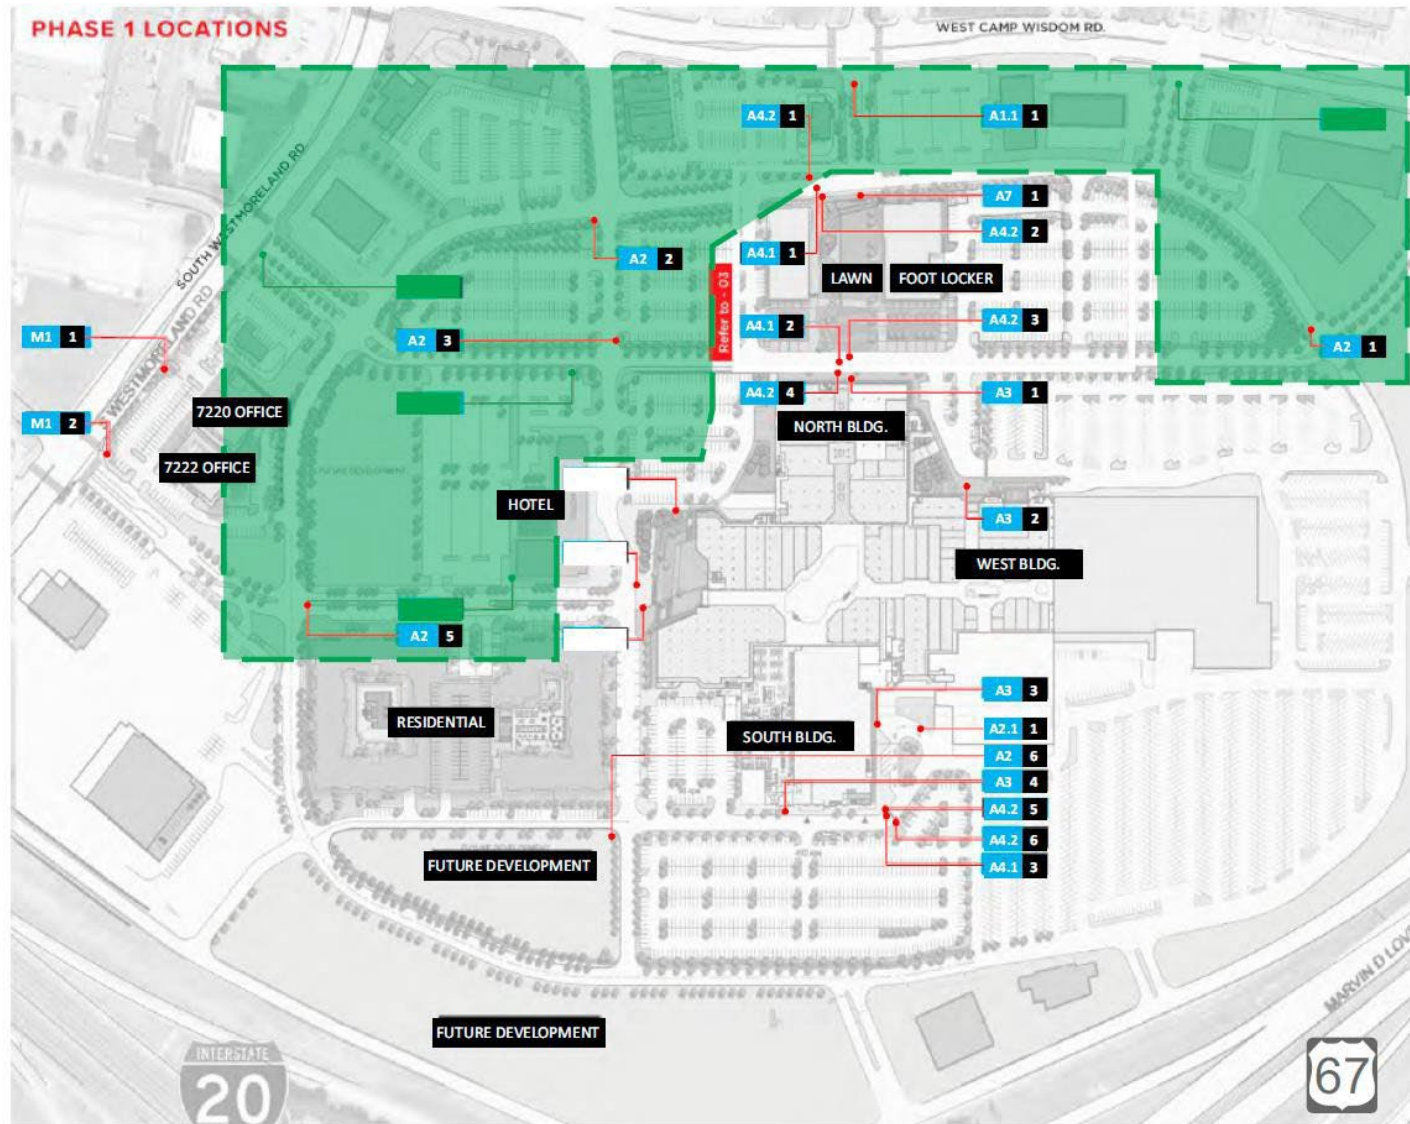 PHASE 1 LOCATIONS
WEST CAMP WISDOM RD.
A4.2 1
A1.1 1
SOUTH WESTMORELAND RD.
A7 1
A4.2 2
A2 2
A4.1 1
LAWN
FOOT LOCKER
Refer to - 03
WESTMORELAND RD
M1 1
A2 3
A4.1 2
A4.2 3
A2 1
A4.2 4
A3 1
7220 OFFICE
M1 2
NORTH BLDG.
7222 OFFICE
FUTURE DEVELOPMENT
HOTEL
A3 2
WEST BLDG.
A2 5
A3 3
RESIDENTIAL
SOUTH BLDG.
A2.1 1
A2 6
A3 4
A4.2 5
A4.2 6
A4.1 3
FUTURE DEVELOPMENT
MARVIN D LOV
FUTURE DEVELOPMENT
INTERSTATE
20
67